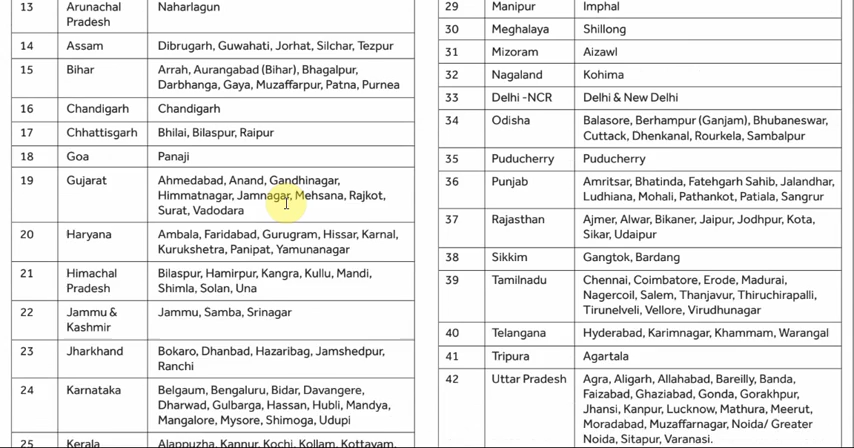 13 Arunachal Naharlagun
Pradesh
14 Assam Dibrugarh, Guwahati, Jorhat, Silchar, Tezpur
15 Bihar Arrah, Aurangabad (Bihar), Bhagalpur,
Darbhanga, Gaya, Muzaffarpur, Patna, Purnea
16 Chandigarh Chandigarh
17 Chhattisgarh Bhilai, Bilaspur, Raipur
18 Goa Panaji
19 Gujarat Ahmedabad, Anand, Gandhinagar,
Himmatnagar, Jamnagar, Mehsana, Rajkot,
Surat, Vadodara
20 Haryana Ambala, Faridabad, Gurugram, Hissar, Karnal,
Kurukshetra, Panipat, Yamunanagar
21 Himachal Bilaspur, Hamirpur, Kangra, Kullu, Mandi,
Pradesh Shimla, Solan, Una
22 Jammu & Jammu, Samba, Srinagar
Kashmir
23 Jharkhand Bokaro, Dhanbad, Hazaribag, Jamshedpur,
Ranchi
24 Karnataka Belgaum, Bengaluru, Bidar, Davangere,
Dharwad, Gulbarga, Hassan, Hubli, Mandya,
Mangalore, Mysore, Shimoga, Udupi
25 Kerala Alappuzha, Kannur, Kochi, Kollam, Kottayam,
29 Manipur Imphal
30 Meghalaya Shillong
31 Mizoram Aizawl
32 Nagaland Kohima
33 Delhi -NCR Delhi & New Delhi
34 Odisha Balasore, Berhampur (Ganjam), Bhubaneswar,
Cuttack, Dhenkanal, Rourkela, Sambalpur
35 Puducherry Puducherry
36 Punjab Amritsar, Bhatinda, Fatehgarh Sahib, Jalandhar,
Ludhiana, Mohali, Pathankot, Patiala, Sangrur
37 Rajasthan Ajmer, Alwar, Bikaner, Jaipur, Jodhpur, Kota,
Sikar, Udaipur
38 Sikkim Gangtok, Bardang
39 Tamilnadu Chennai, Coimbatore, Erode, Madurai,
Nagercoil, Salem, Thanjavur, Thiruchirapalli,
Tirunelveli, Vellore, Virudhunagar
40 Telangana Hyderabad, Karimnagar, Khammam, Warangal
41 Tripura Agartala
42 Uttar Pradesh Agra, Aligarh, Allahabad, Bareilly, Banda,
Faizabad, Ghaziabad, Gonda, Gorakhpur,
Jhansi, Kanpur, Lucknow, Mathura, Meerut,
Moradabad, Muzaffarnagar, Noida/ Greater
Noida, Sitapur, Varanasi.